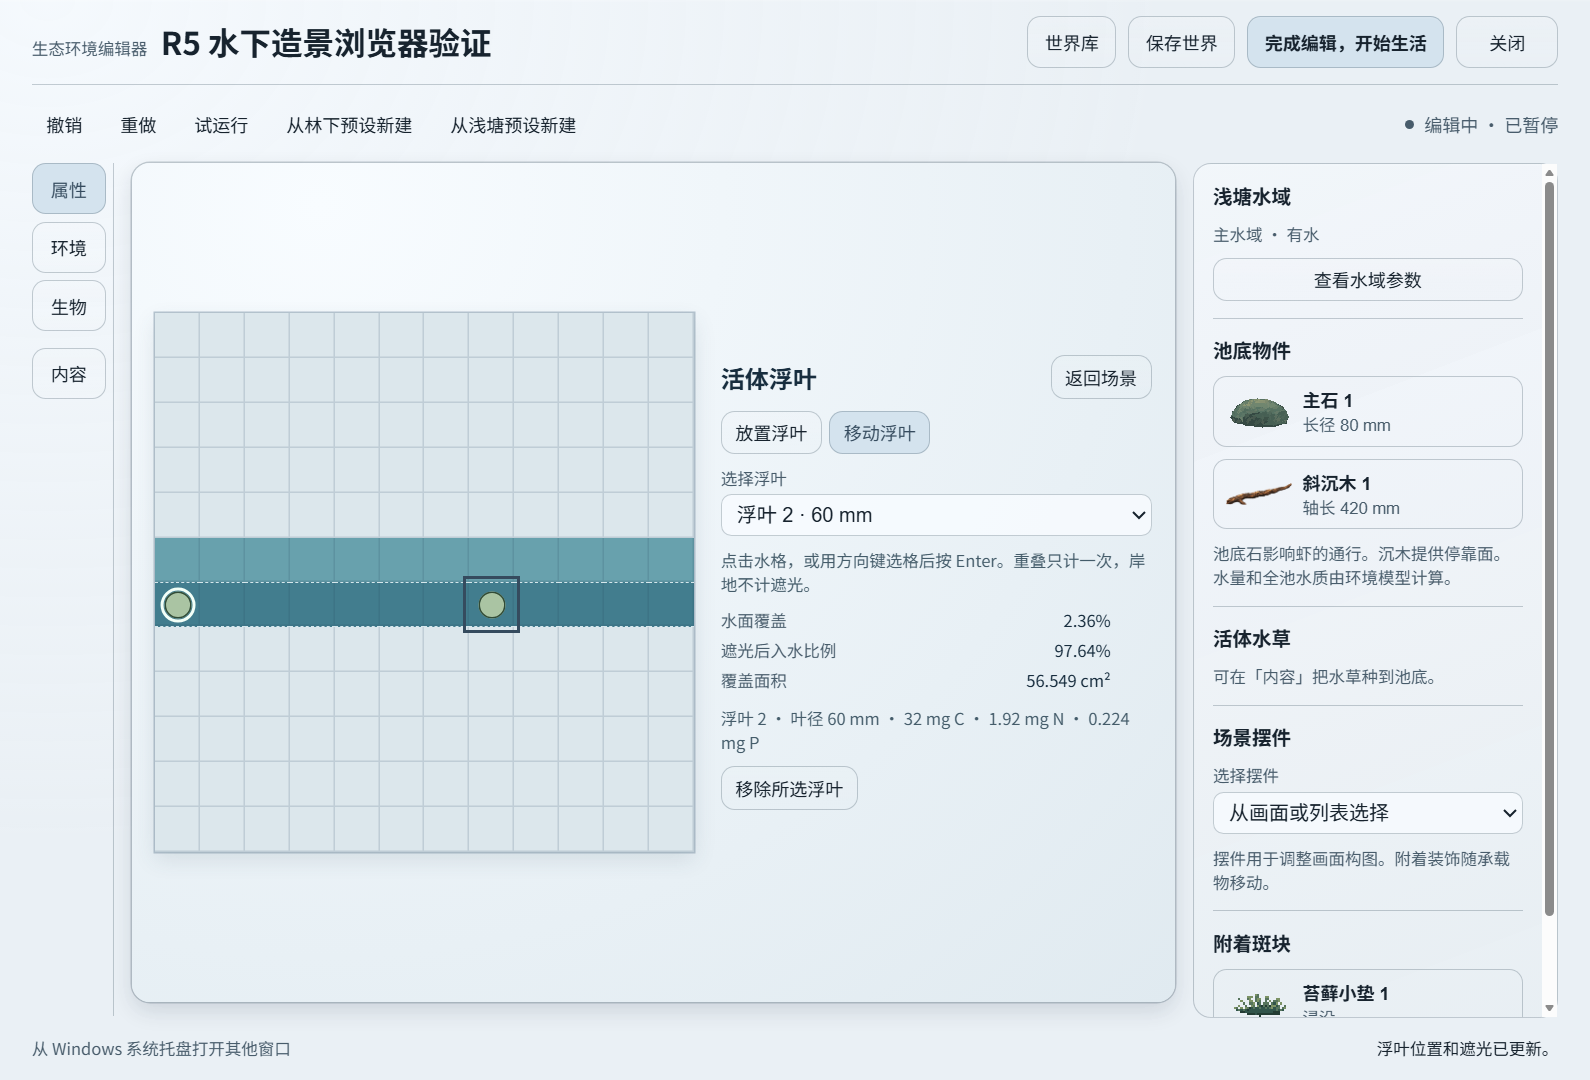 生态环境编辑器 R5 水下造景浏览器验证
世界库 保存世界 完成编辑，开始生活 关闭
撤销 重做 试运行 从林下预设新建 从浅塘预设新建
编辑中 · 已暂停
属性
环境
生物
内容
活体浮叶
返回场景
放置浮叶 移动浮叶
选择浮叶
浮叶 2 · 60 mm
点击水格，或用方向键选格后按 Enter。重叠只计一次，岸
地不计遮光。
水面覆盖 2.36%
遮光后入水比例 97.64%
覆盖面积 56.549 cm²
浮叶 2 · 叶径 60 mm · 32 mg C · 1.92 mg N · 0.224
mg P
移除所选浮叶
浅塘水域
主水域 · 有水
查看水域参数
池底物件
主石 1
长径 80 mm
斜沉木 1
轴长 420 mm
池底石影响虾的通行。沉木提供停靠面。
水量和全池水质由环境模型计算。
活体水草
可在「内容」把水草种到池底。
场景摆件
选择摆件
从画面或列表选择
摆件用于调整画面构图。附着装饰随承载
物移动。
附着斑块
苔藓小垫 1
从 Windows 系统托盘打开其他窗口
浮叶位置和遮光已更新。